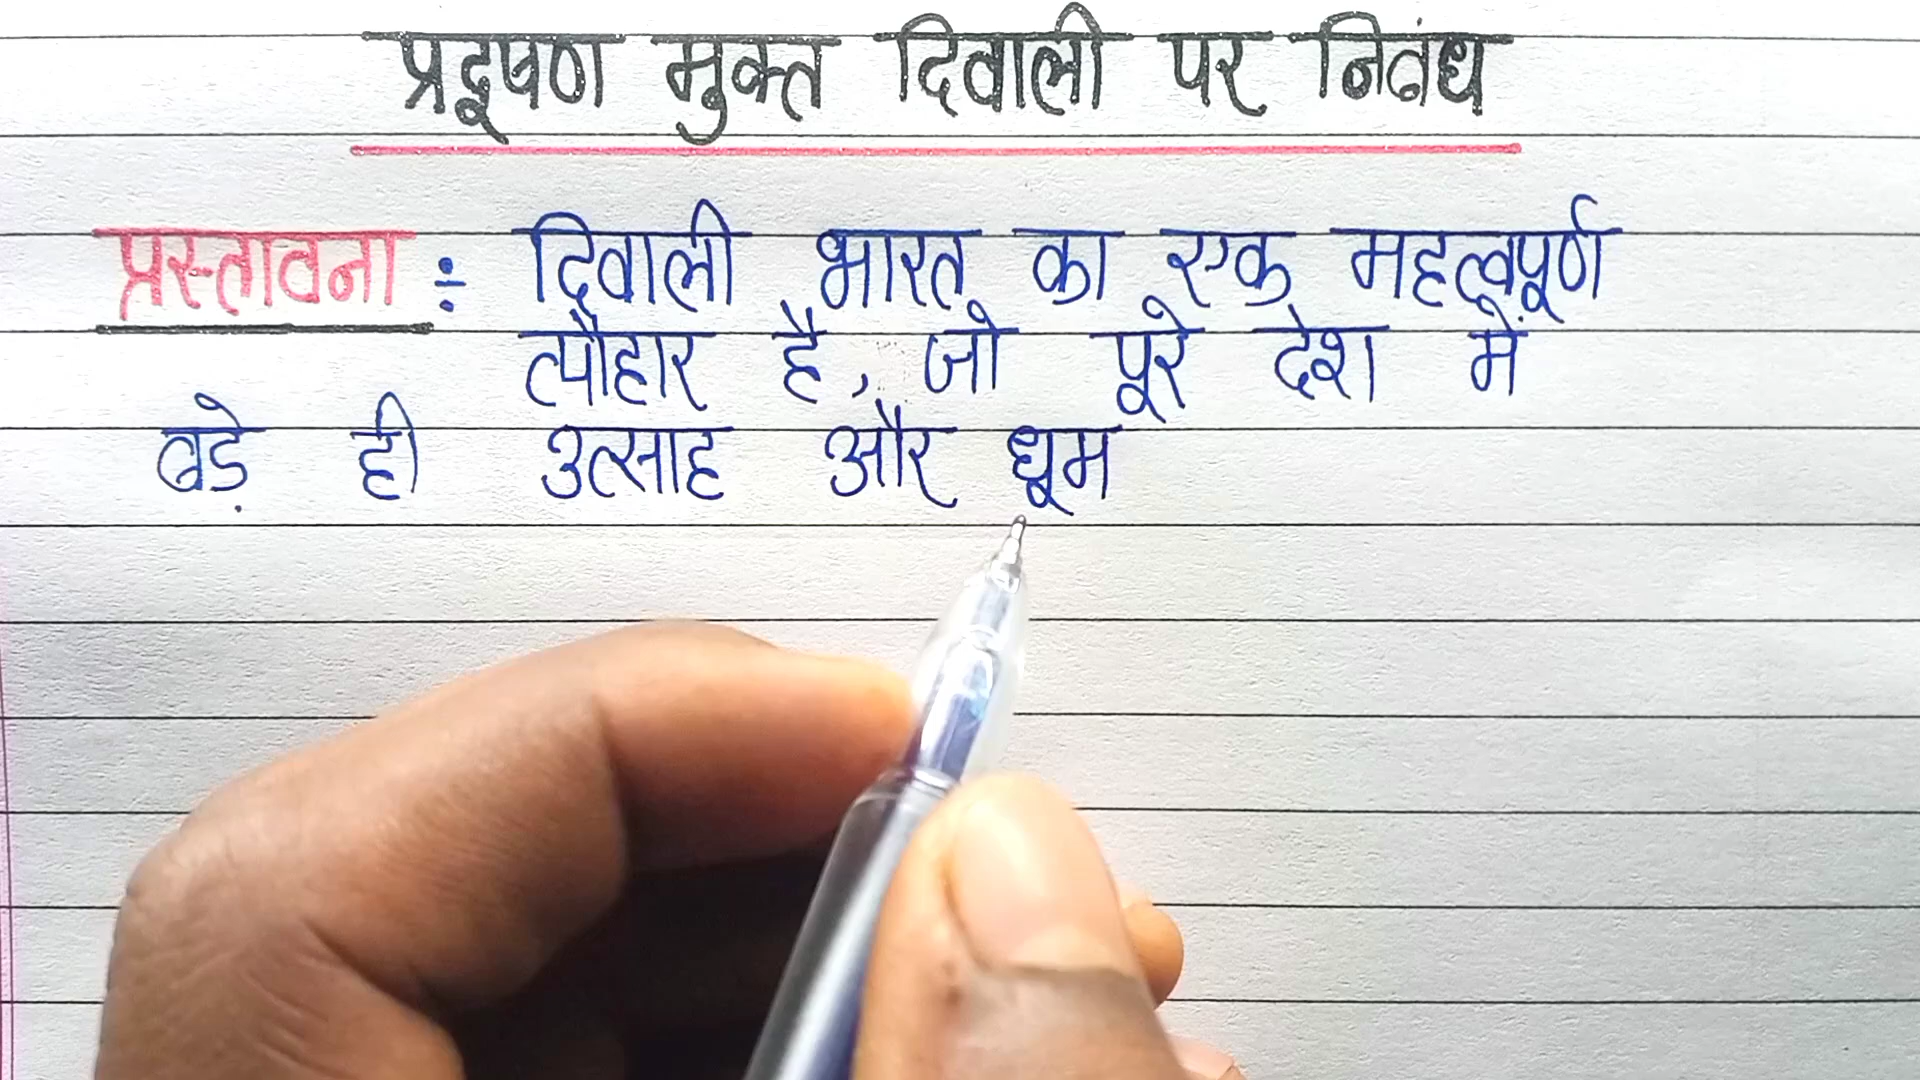 प्रदूषण मुक्त दिवाली पर निबंध
प्रस्तावना ÷ दिवाली भारत का एक महत्वपूर्ण
त्यौहार है, जो पूरे देश में
बड़े ही उत्साह और धूम